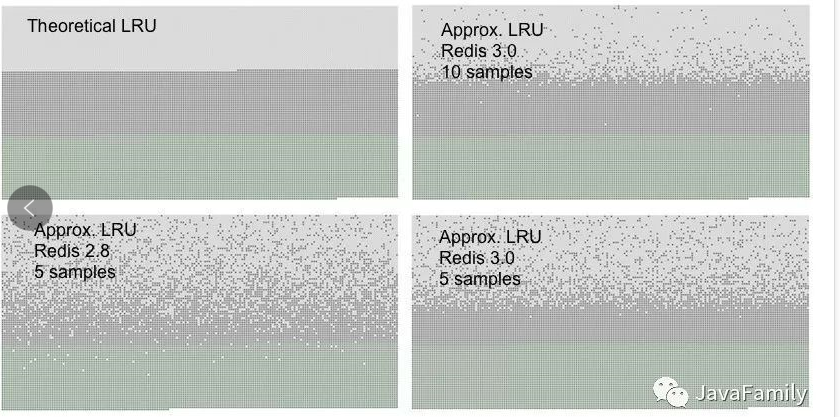 Theoretical LRU
Approx. LRU
Redis 3.0
10 samples
Approx. LRU
Redis 2.8
5 samples
Approx. LRU
Redis 3.0
5 samples
JavaFamily